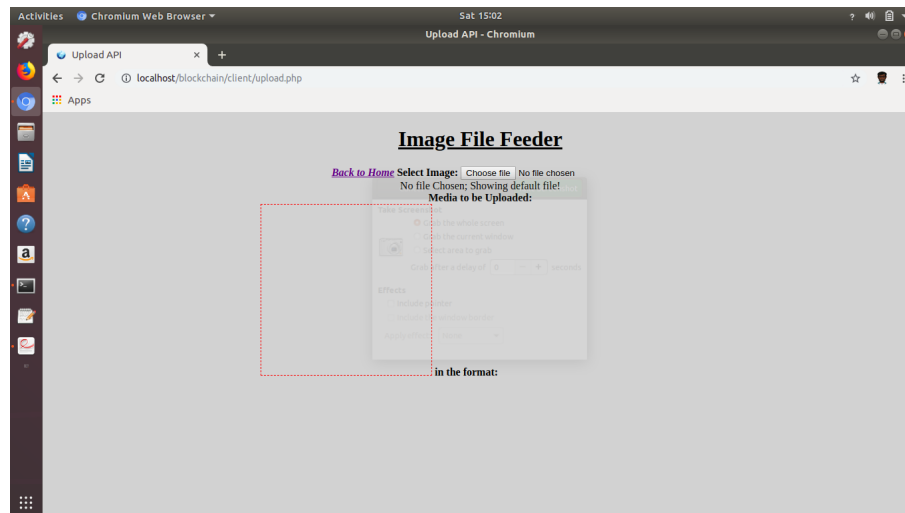 Activities Chromium Web Browser Sat 15:02
Upload API - Chromium
Upload API
localhost/blockchain/client/upload.php
Apps
Image File Feeder
Back to Home Select Image: Choose file No file chosen
No file Chosen; Showing default file!
Media to be Uploaded:
Take Screenshot
Grab the whole screen
Grab the current window
Select area to grab
Grab after a delay of 0 - + seconds
Effects
Include pointer
in the format: